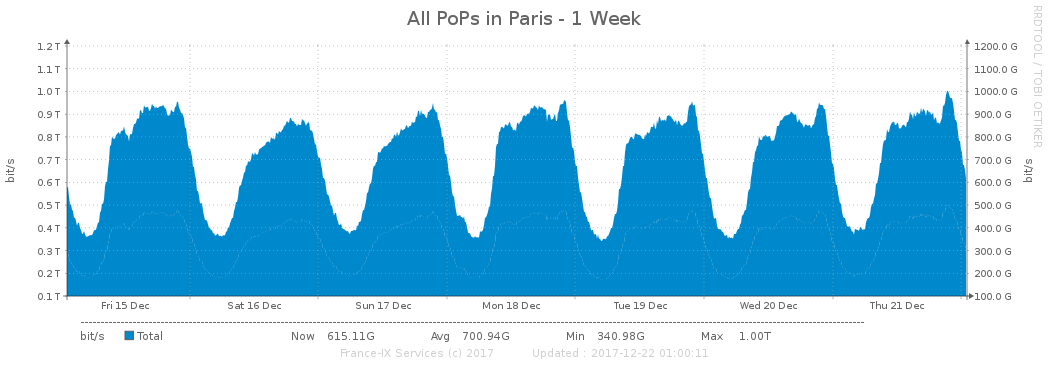 All PoPs in Paris - 1 Week
RRDTOOL / TOBI OETIKER
bit/s
1.2 T
1.1 T
1.0 T
0.9 T
0.8 T
0.7 T
0.6 T
0.5 T
0.4 T
0.3 T
0.2 T
0.1 T
1200.0 G
1100.0 G
1000.0 G
900.0 G
800.0 G
700.0 G
600.0 G
500.0 G
400.0 G
300.0 G
200.0 G
100.0 G
bit/s
Fri 15 Dec Sat 16 Dec Sun 17 Dec Mon 18 Dec Tue 19 Dec Wed 20 Dec Thu 21 Dec
bit/s Total Now 615.11G Avg 700.94G Min 340.98G Max 1.00T
France-IX Services (c) 2017 Updated : 2017-12-22 01:00:11